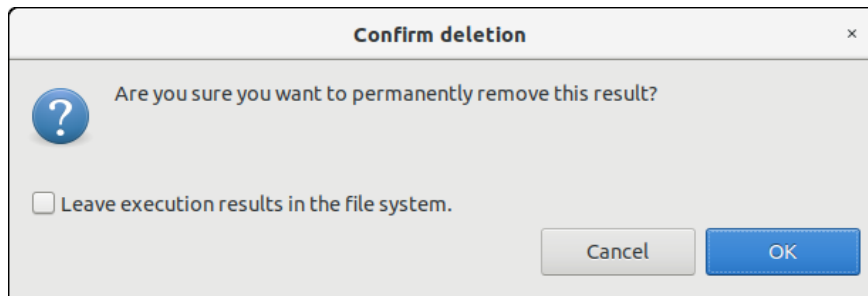 Confirm deletion
×
?
Are you sure you want to permanently remove this result?
Leave execution results in the file system.
Cancel OK